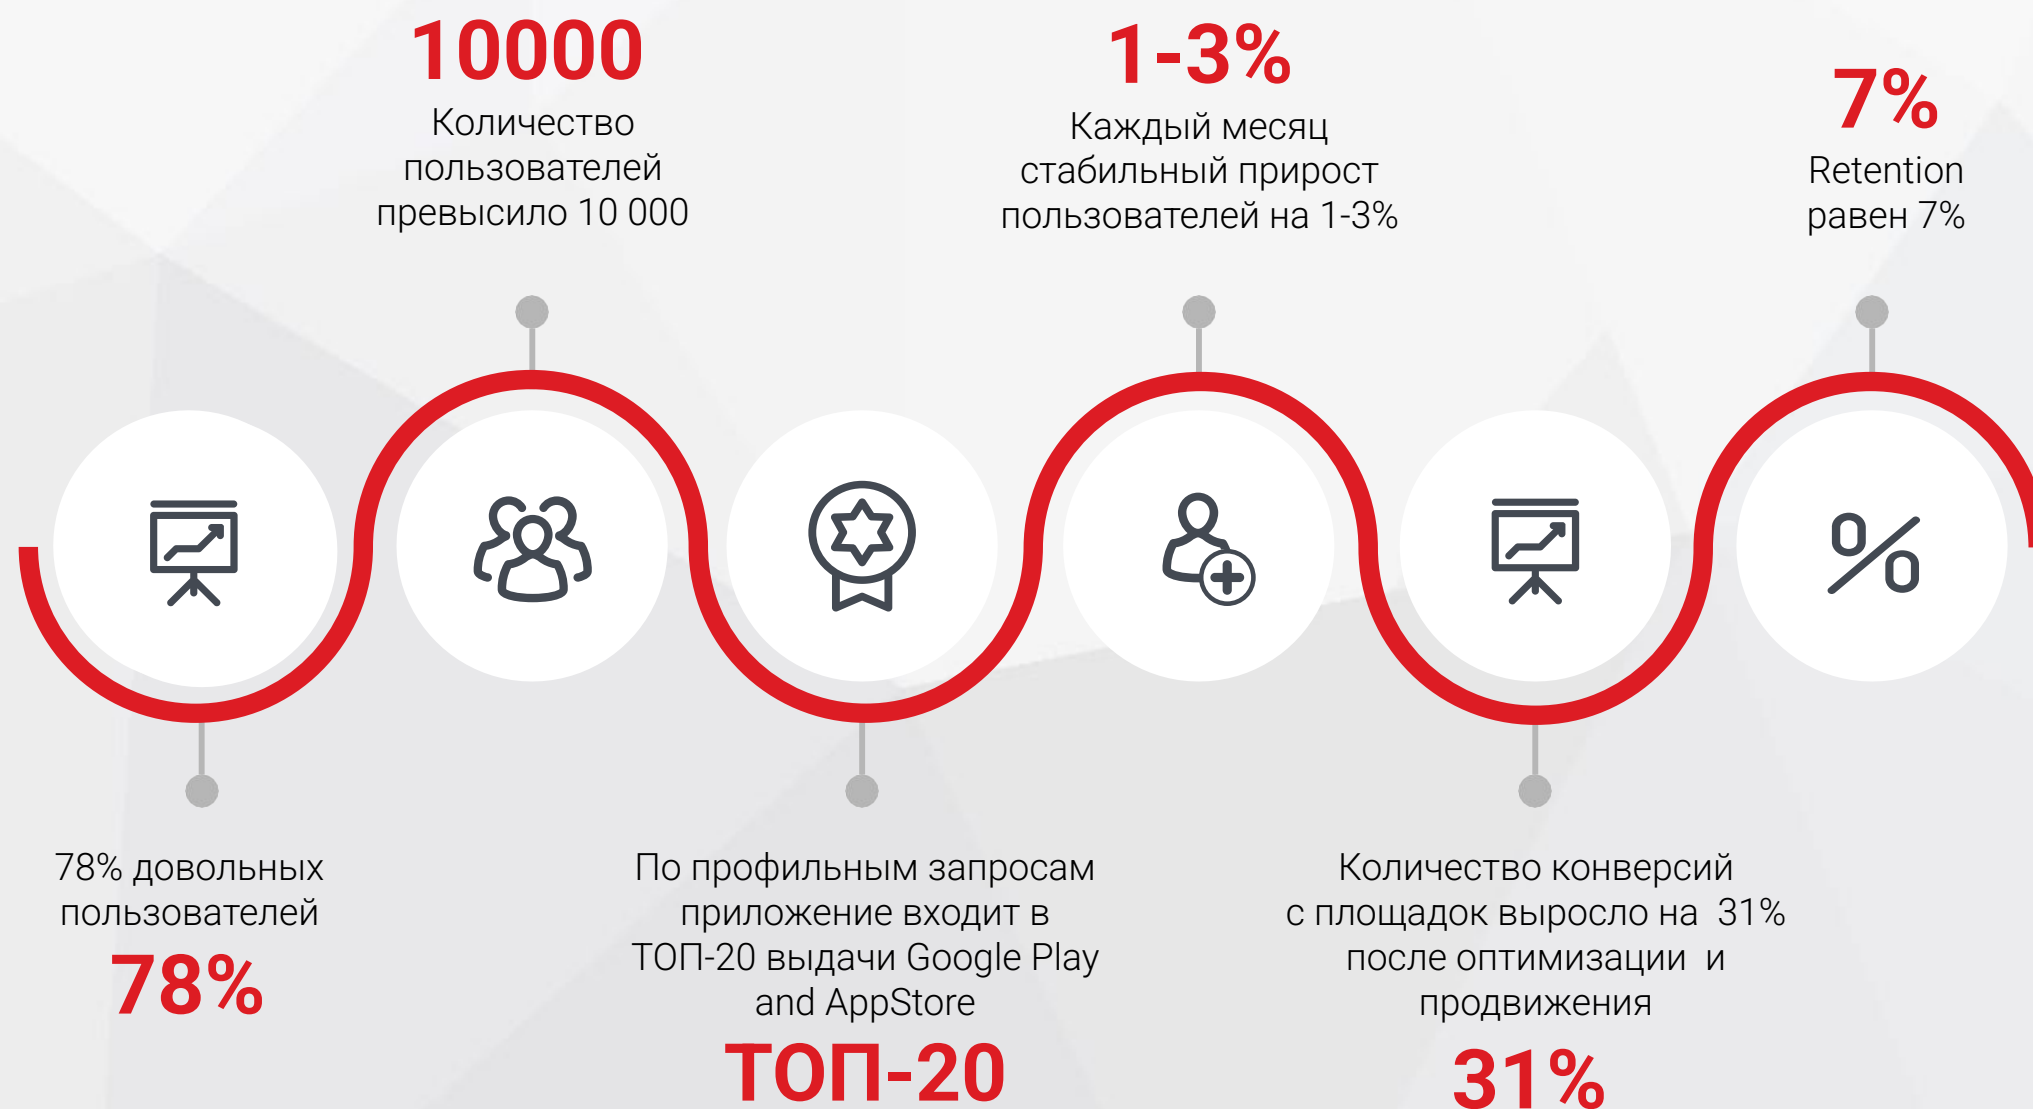 10000
Количество
пользователей
превысило 10 000
1-3%
Каждый месяц
стабильный прирост
пользователей на 1-3%
7%
Retention
равен 7%
78% довольных
пользователей
78%
По профильным запросам
приложение входит в
ТОП-20 выдачи Google Play
and AppStore
ТОП-20
Количество конверсий
с площадок выросло на 31%
после оптимизации и
продвижения
31%